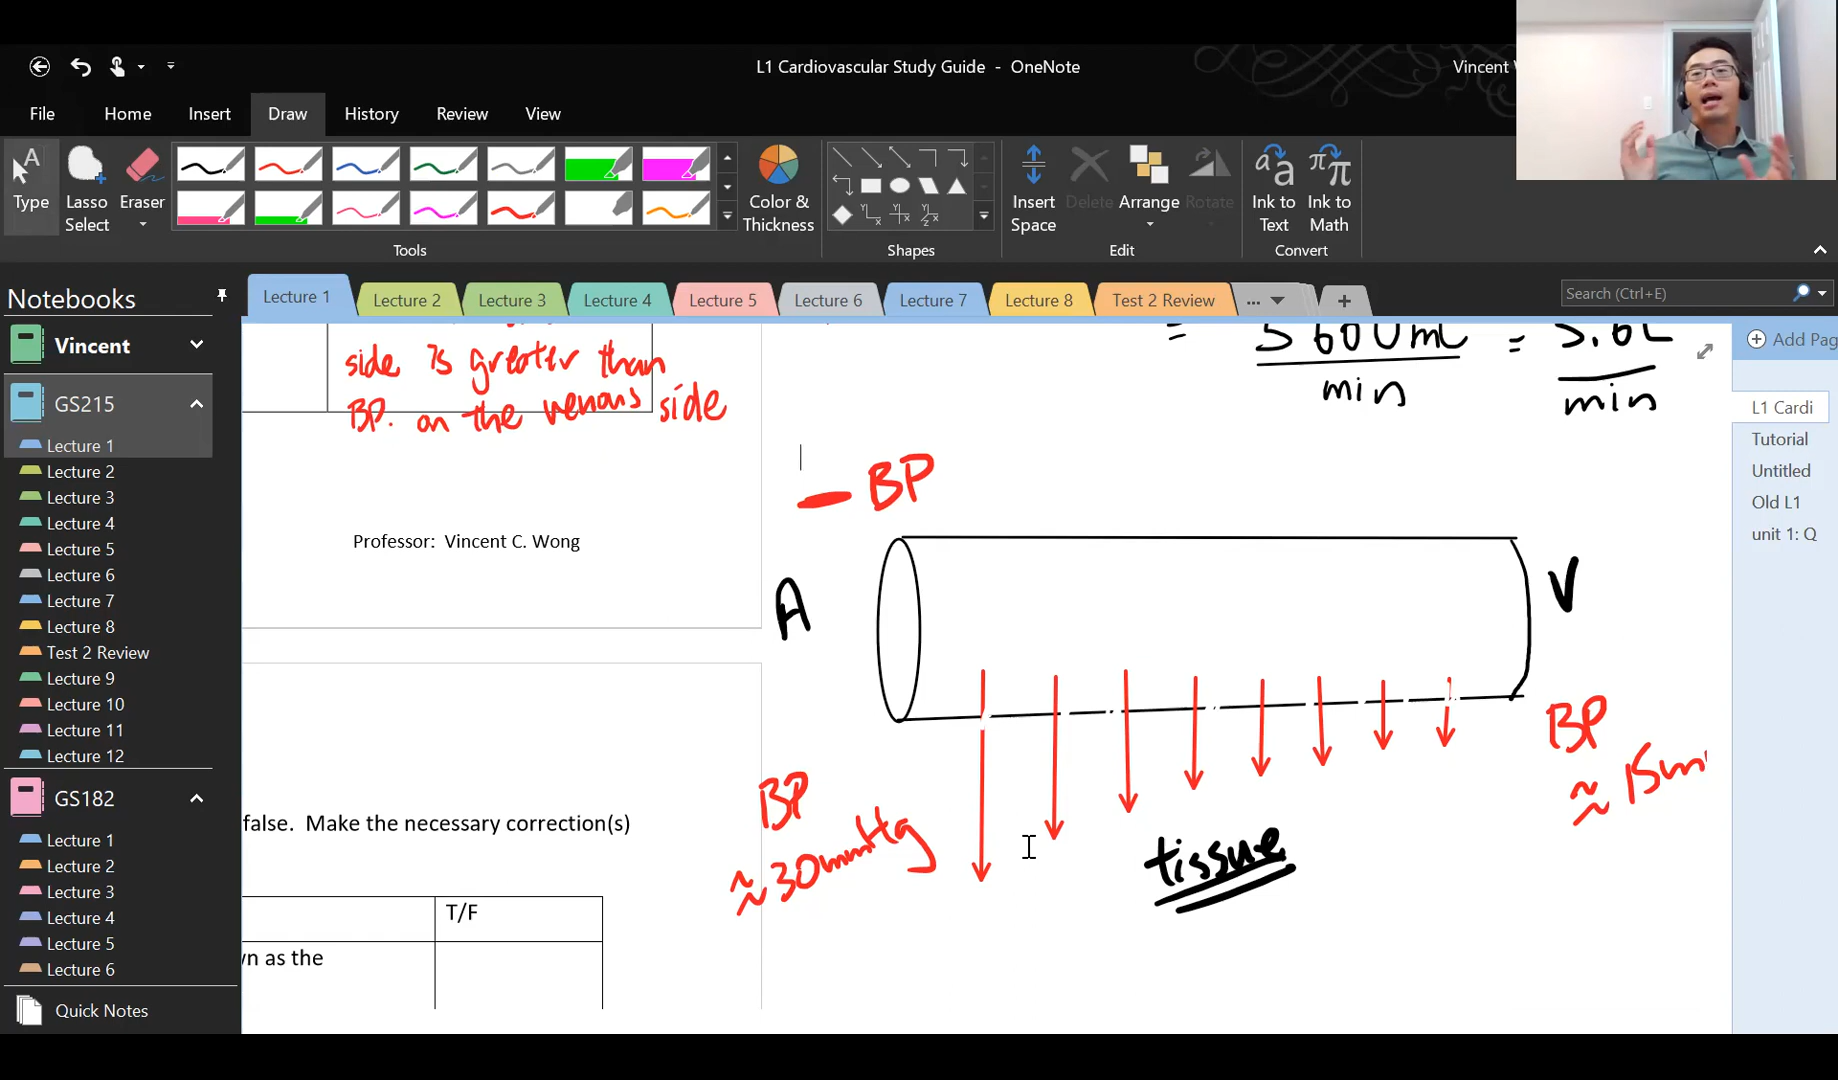 L1 Cardiovascular Study Guide - OneNote
Vincent
File Home Insert Draw History Review View
Type
Lasso Select
Eraser
Color & Thickness
Insert Space
Delete
Arrange
Rotate
Ink to Text
Ink to Math
Tools
Shapes
Edit
Convert
Notebooks
Lecture 1 Lecture 2 Lecture 3 Lecture 4 Lecture 5 Lecture 6 Lecture 7 Lecture 8 Test 2 Review ...
Search (Ctrl+E)
Vincent
GS215
Lecture 1
Lecture 2
Lecture 3
Lecture 4
Lecture 5
Lecture 6
Lecture 7
Lecture 8
Test 2 Review
Lecture 9
Lecture 10
Lecture 11
Lecture 12
GS182
Lecture 1
Lecture 2
Lecture 3
Lecture 4
Lecture 5
Lecture 6
Quick Notes
side is greater than
BP. on the venous side
Professor: Vincent C. Wong
false. Make the necessary correction(s)
T/F
wn as the
= 5600mL = 5.6L
min min
BP
A
V
BP
≈30mmHg
BP
≈ 15m
tissue
Add Pag
L1 Cardi
Tutorial
Untitled
Old L1
unit 1: Q